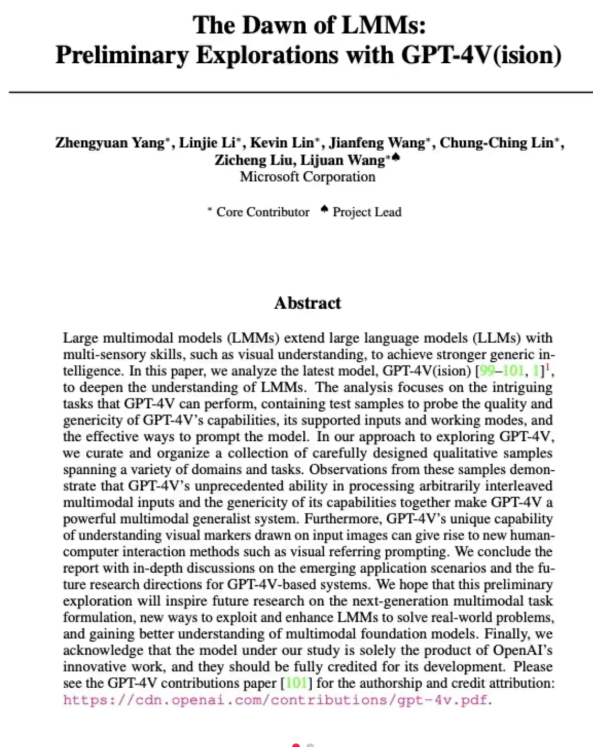 The Dawn of LMMs:
Preliminary Explorations with GPT-4V(ision)
Zhengyuan Yang*, Linjie Li*, Kevin Lin*, Jianfeng Wang*, Chung-Ching Lin*,
Zicheng Liu, Lijuan Wang*♠
Microsoft Corporation
* Core Contributor ♠ Project Lead
Abstract
Large multimodal models (LMMs) extend large language models (LLMs) with
multi-sensory skills, such as visual understanding, to achieve stronger generic in-
telligence. In this paper, we analyze the latest model, GPT-4V(ision) [99–101, 1]¹,
to deepen the understanding of LMMs. The analysis focuses on the intriguing
tasks that GPT-4V can perform, containing test samples to probe the quality and
genericity of GPT-4V's capabilities, its supported inputs and working modes, and
the effective ways to prompt the model. In our approach to exploring GPT-4V,
we curate and organize a collection of carefully designed qualitative samples
spanning a variety of domains and tasks. Observations from these samples demon-
strate that GPT-4V's unprecedented ability in processing arbitrarily interleaved
multimodal inputs and the genericity of its capabilities together make GPT-4V a
powerful multimodal generalist system. Furthermore, GPT-4V's unique capability
of understanding visual markers drawn on input images can give rise to new human-
computer interaction methods such as visual referring prompting. We conclude the
report with in-depth discussions on the emerging application scenarios and the fu-
ture research directions for GPT-4V-based systems. We hope that this preliminary
exploration will inspire future research on the next-generation multimodal task
formulation, new ways to exploit and enhance LMMs to solve real-world problems,
and gaining better understanding of multimodal foundation models. Finally, we
acknowledge that the model under our study is solely the product of OpenAI's
innovative work, and they should be fully credited for its development. Please
see the GPT-4V contributions paper [101] for the authorship and credit attribution:
https://cdn.openai.com/contributions/gpt-4v.pdf.